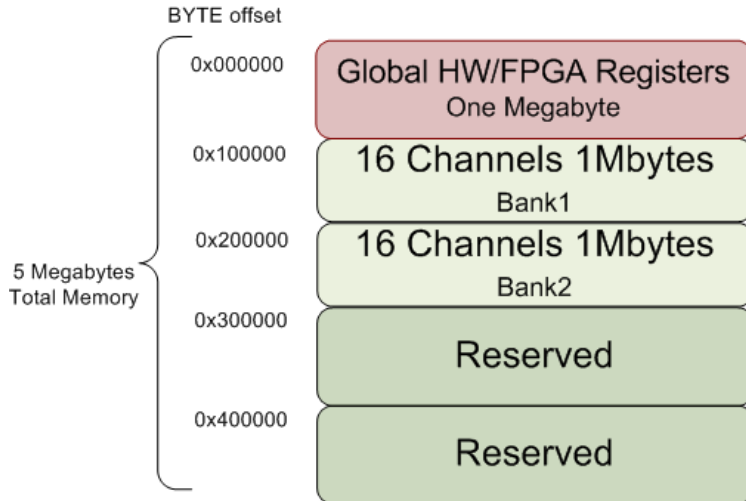 BYTE offset
0x000000
Global HW/FPGA Registers
One Megabyte
0x100000
16 Channels 1Mbytes
Bank1
0x200000
16 Channels 1Mbytes
Bank2
5 Megabytes
Total Memory
0x300000
Reserved
0x400000
Reserved